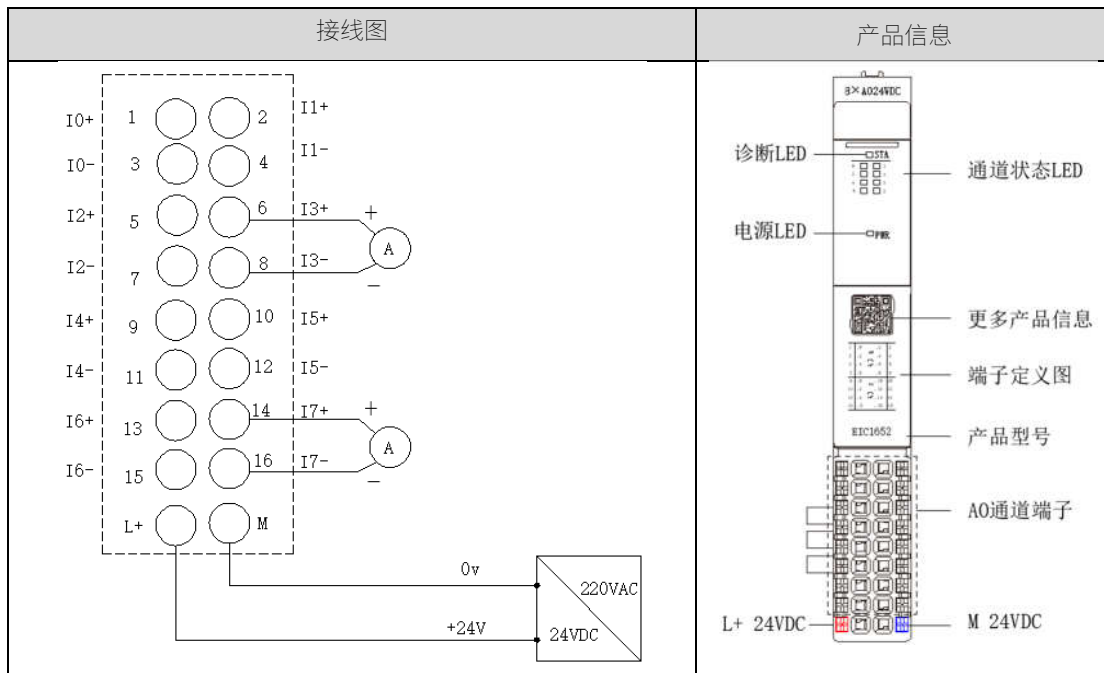 接线图
产品信息
I0+ 1 2 I1+
I0- 3 4 I1-
I2+ 5 6 I3+ +
A
I2- 7 8 I3- −
I4+ 9 10 I5+
I4- 11 12 I5-
I6+ 13 14 I7+ +
A
I6- 15 16 I7- −
L+ M
0v
220VAC
+24V
24VDC
8×AO24VDC
诊断LED
STA
通道状态LED
电源LED
PWR
更多产品信息
端子定义图
EIC1652
产品型号
AO通道端子
L+ 24VDC
M 24VDC